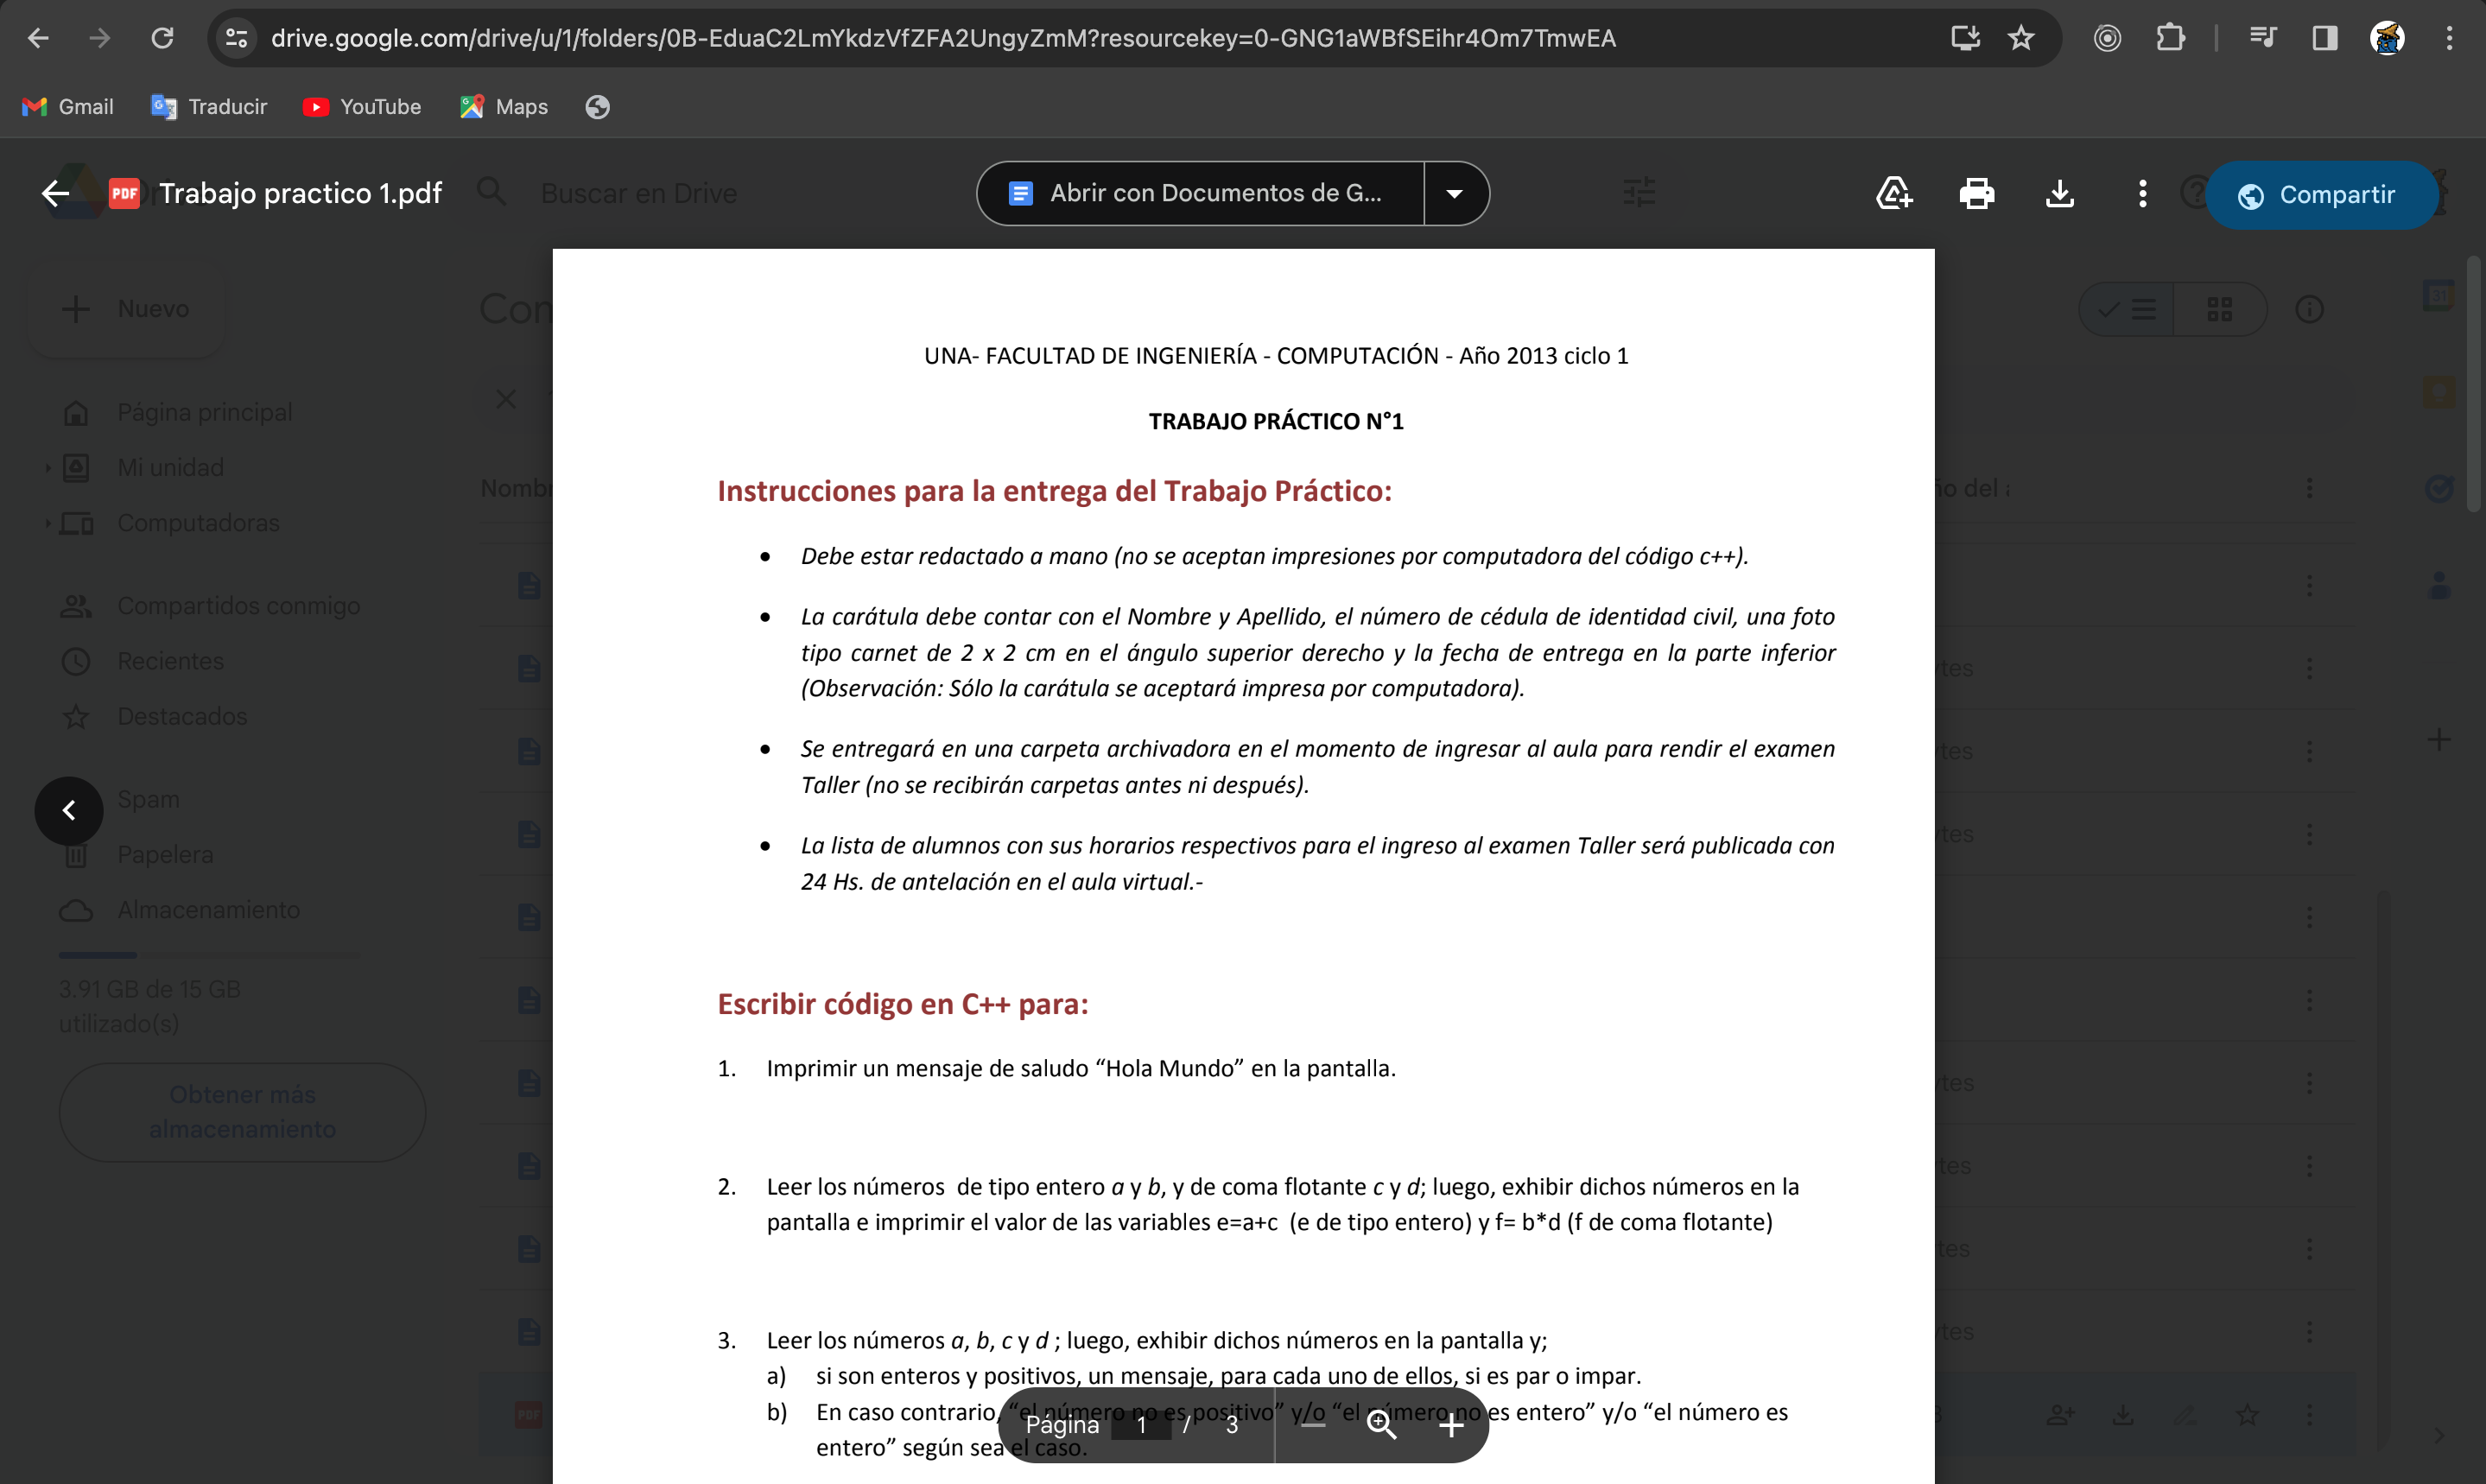 drive.google.com/drive/u/1/folders/0B-EduaC2LmYkdzVfZFA2UngyZmM?resourcekey=0-GNG1aWBfSEihr4Om7TmwEA
Gmail Traducir YouTube Maps
PDF Trabajo practico 1.pdf Buscar en Drive Abrir con Documentos de G... Compartir
Nuevo
Página principal
Mi unidad
Computadoras
Compartidos conmigo
Recientes
Destacados
Spam
Papelera
Almacenamiento
3.91 GB de 15 GB
utilizado(s)
Obtener más
almacenamiento
UNA- FACULTAD DE INGENIERÍA - COMPUTACIÓN - Año 2013 ciclo 1
TRABAJO PRÁCTICO N°1
Instrucciones para la entrega del Trabajo Práctico:
• Debe estar redactado a mano (no se aceptan impresiones por computadora del código c++).
• La carátula debe contar con el Nombre y Apellido, el número de cédula de identidad civil, una foto
tipo carnet de 2 x 2 cm en el ángulo superior derecho y la fecha de entrega en la parte inferior
(Observación: Sólo la carátula se aceptará impresa por computadora).
• Se entregará en una carpeta archivadora en el momento de ingresar al aula para rendir el examen
Taller (no se recibirán carpetas antes ni después).
• La lista de alumnos con sus horarios respectivos para el ingreso al examen Taller será publicada con
24 Hs. de antelación en el aula virtual.-
Escribir código en C++ para:
1. Imprimir un mensaje de saludo “Hola Mundo” en la pantalla.
2. Leer los números  de tipo entero a y b, y de coma flotante c y d; luego, exhibir dichos números en la
pantalla e imprimir el valor de las variables e=a+c  (e de tipo entero) y f= b*d (f de coma flotante)
3. Leer los números a, b, c y d ; luego, exhibir dichos números en la pantalla y;
a) si son enteros y positivos, un mensaje, para cada uno de ellos, si es par o impar.
b) En caso contrario, “el número no es positivo” y/o “el número no es entero” y/o “el número es
entero” según sea el caso.
Página 1 / 3